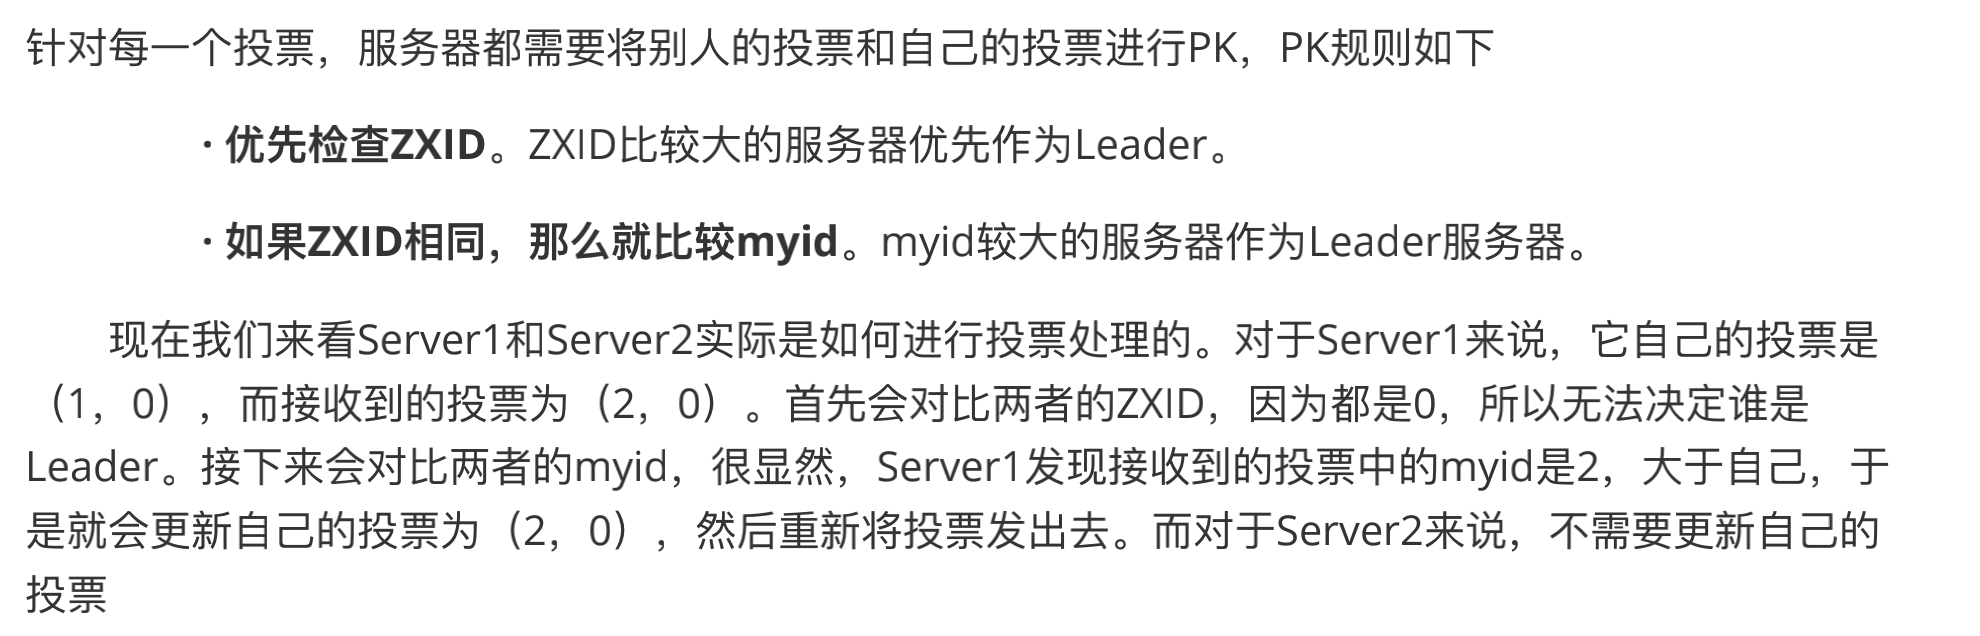 针对每一个投票，服务器都需要将别人的投票和自己的投票进行PK，PK规则如下
· 优先检查ZXID。ZXID比较大的服务器优先作为Leader。
· 如果ZXID相同，那么就比较myid。myid较大的服务器作为Leader服务器。
现在我们来看Server1和Server2实际是如何进行投票处理的。对于Server1来说，它自己的投票是
（1，0），而接收到的投票为（2，0）。首先会对比两者的ZXID，因为都是0，所以无法决定谁是
Leader。接下来会对比两者的myid，很显然，Server1发现接收到的投票中的myid是2，大于自己，于
是就会更新自己的投票为（2，0），然后重新将投票发出去。而对于Server2来说，不需要更新自己的
投票